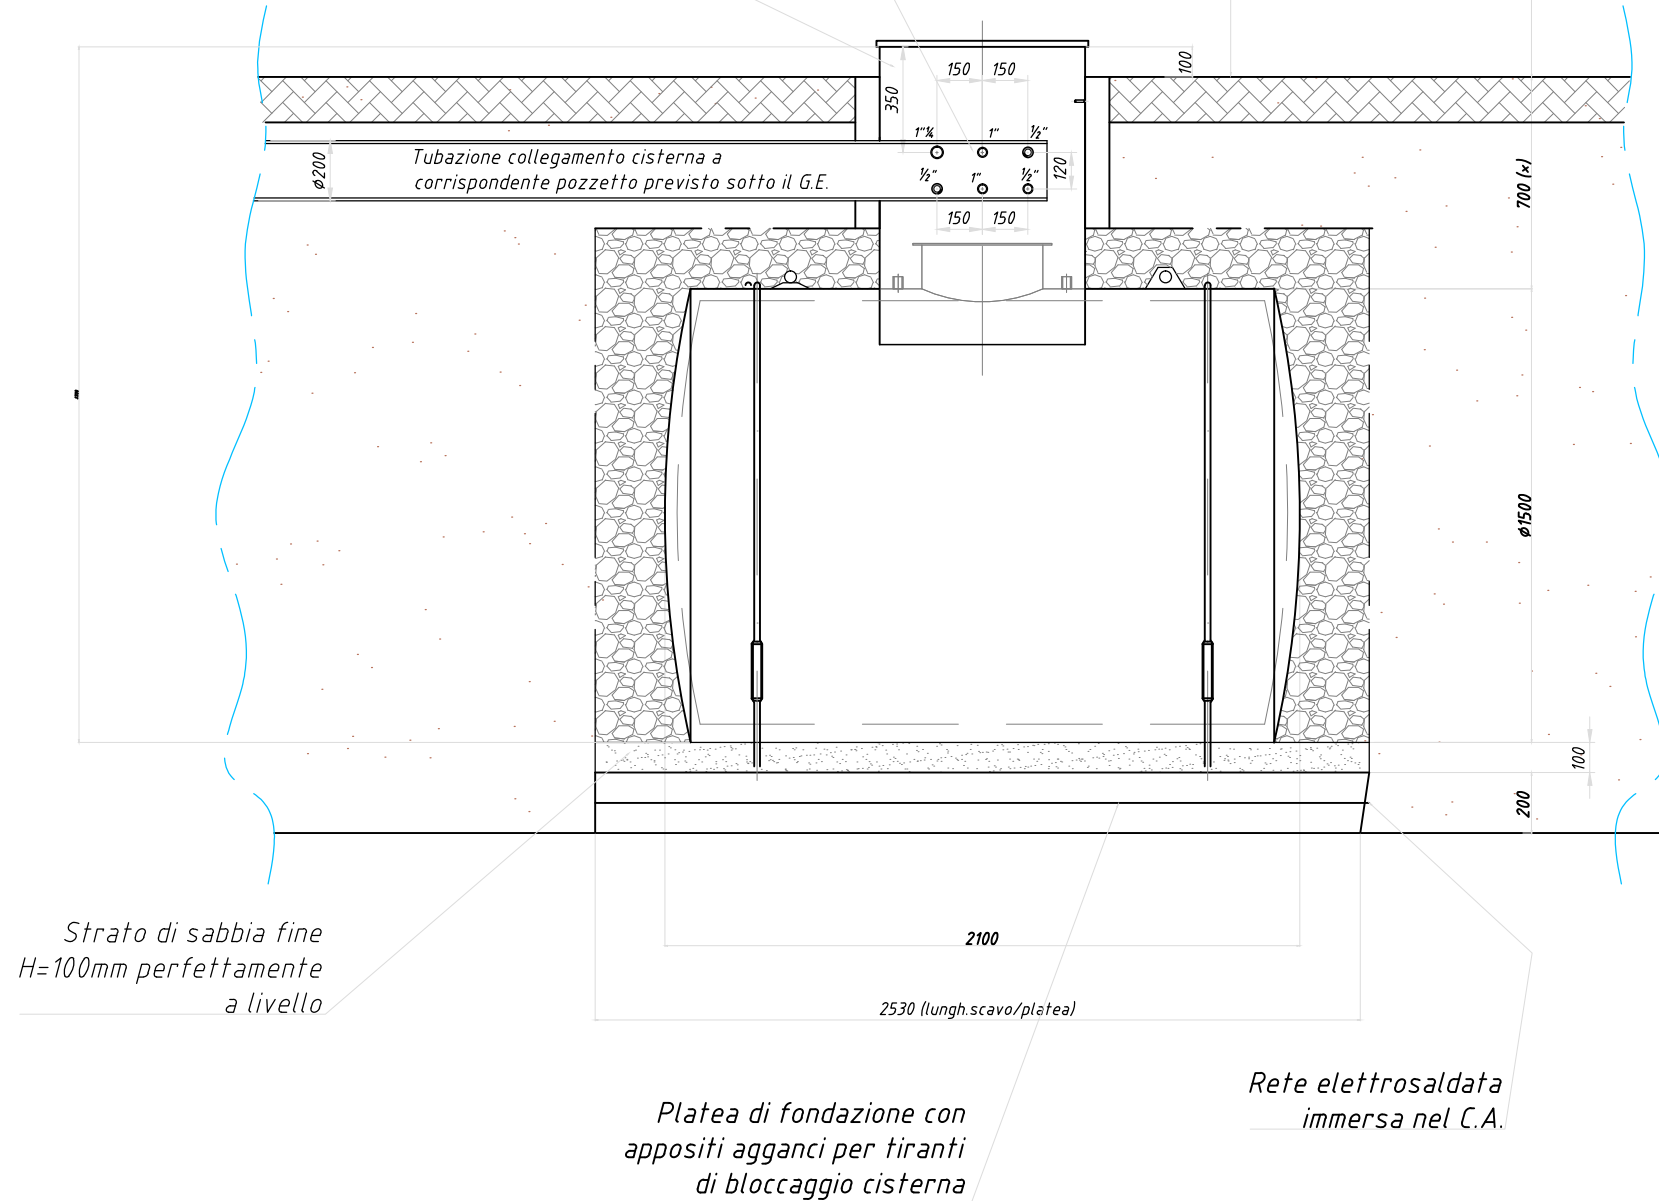 100
150 150
350
1"¼ 1" ½"
Tubazione collegamento cisterna a
corrispondente pozzetto previsto sotto il G.E.
ø200
½" 1" ½"
120
700 (x)
150 150
ø1500
100
200
Strato di sabbia fine
H=100mm perfettamente
a livello
2100
2530 (lungh.scavo/platea)
Rete elettrosaldata
immersa nel C.A.
Platea di fondazione con
appositi agganci per tiranti
di bloccaggio cisterna